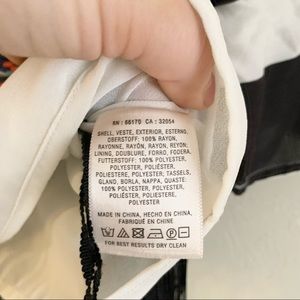 RN : 66170 CA : 32054
SHELL, VESTE, EXTERIOR, ESTERNO,
OBERSTOFF: 100% RAYON,
RAYONNE, RAYÓN, RAYON, REYON;
LINING, DOUBLURE, FORRO, FODERA,
FUTTERSTOFF: 100% POLYESTER,
POLYESTER, POLIÉSTER,
POLIESTERE, POLYESTER; TASSELS,
GLAND, BORLA, NAPPA, QUASTE:
100% POLYESTER, POLYESTER,
POLIÉSTER, POLIESTERE,
POLYESTER
MADE IN CHINA, HECHO EN CHINA,
FABRIQUÉ EN CHINE
FOR BEST RESULTS DRY CLEAN